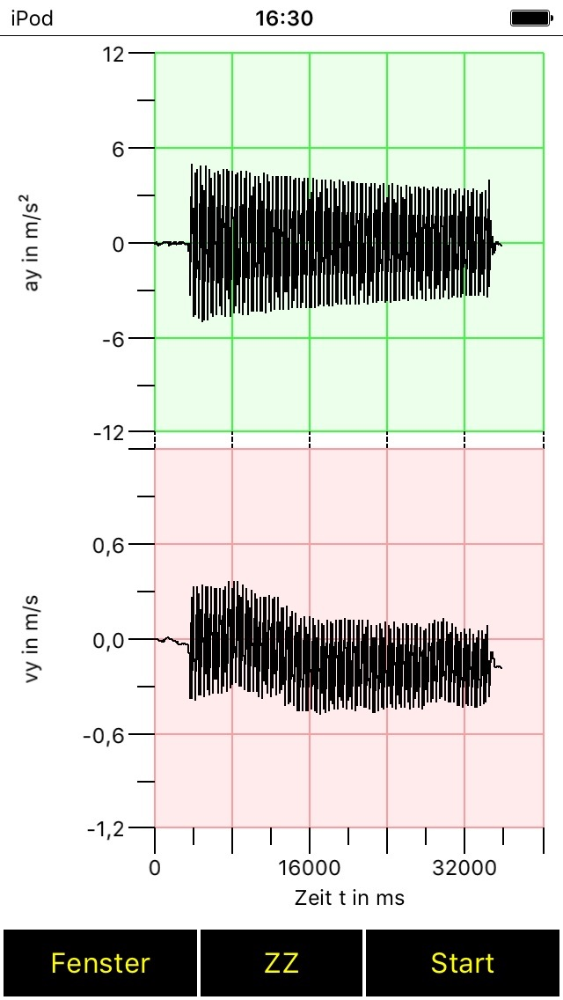 iPod 16:30
12
6
0
-6
-12
ay in m/s²
0,6
0,0
-0,6
-1,2
vy in m/s
0 16000 32000
Zeit t in ms
Fenster ZZ Start